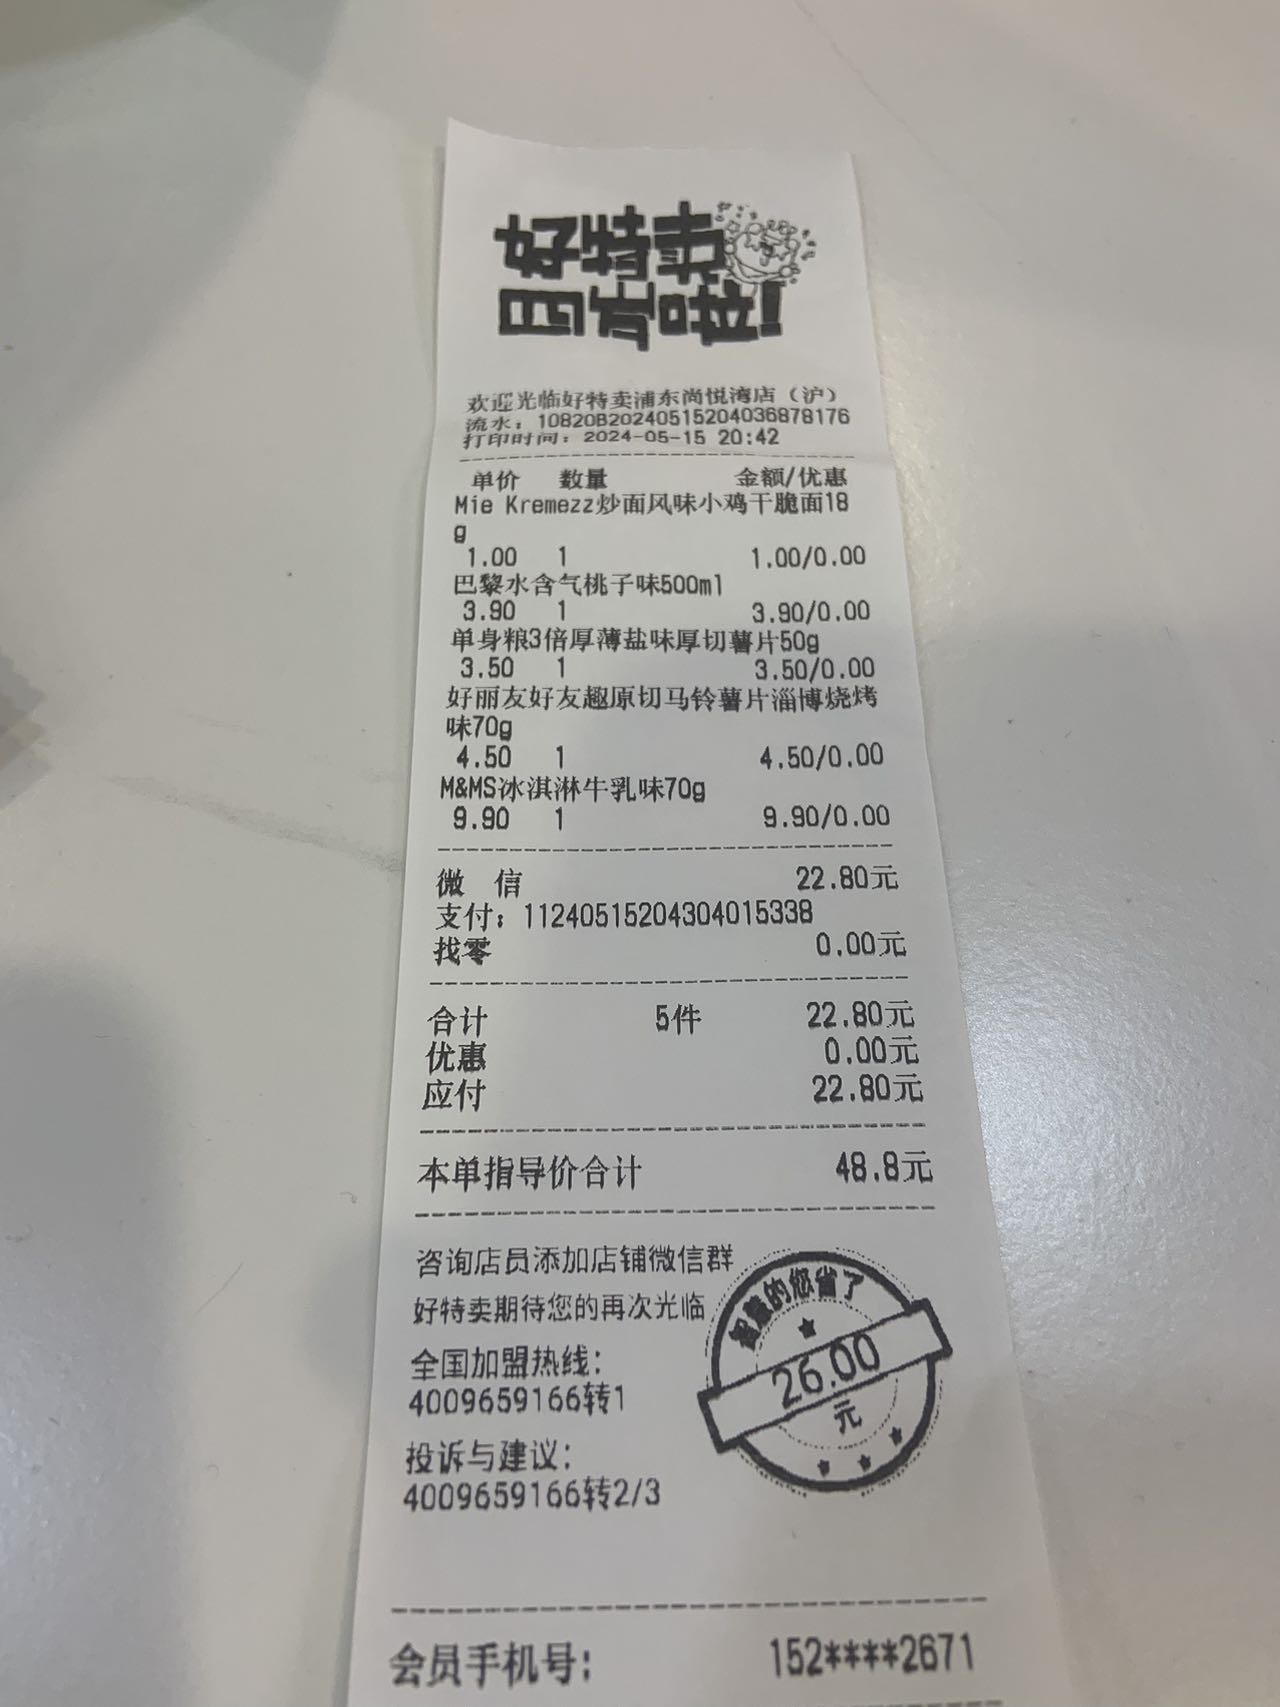 欢迎光临好特卖浦东尚悦湾店（沪）
流水：10820B20240515204036878176
打印时间：2024-05-15 20:42
单价 数量 金额/优惠
Mie Kremezz炒面风味小鸡干脆面18
g
1.00 1 1.00/0.00
巴黎水含气桃子味500ml
3.90 1 3.90/0.00
单身粮3倍厚薄盐味厚切薯片50g
3.50 1 3.50/0.00
好丽友好友趣原切马铃薯片淄博烧烤
味70g
4.50 1 4.50/0.00
M&MS冰淇淋牛乳味70g
9.90 1 9.90/0.00
微 信 22.80元
支付：11240515204304015338
找零 0.00元
合计 5件 22.80元
优惠 0.00元
应付 22.80元
本单指导价合计 48.8元
咨询店员添加店铺微信群
好特卖期待您的再次光临
全国加盟热线：
4009659166转1
投诉与建议：
4009659166转2/3
智慧的您省了
26.00
元
会员手机号： 152****2671